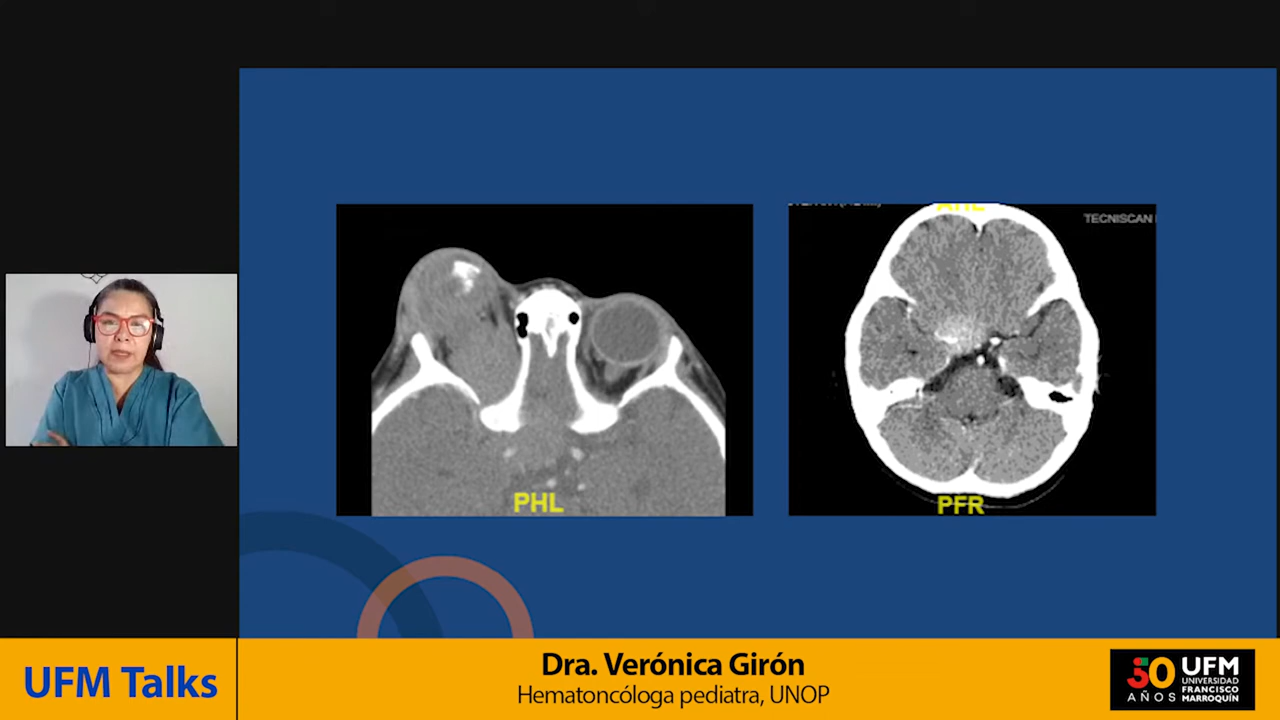 TECNISCAN
PHL
PFR
UFM Talks
Dra. Verónica Girón
Hematoncóloga pediatra, UNOP
50
AÑOS
UFM
UNIVERSIDAD
FRANCISCO
MARROQUÍN